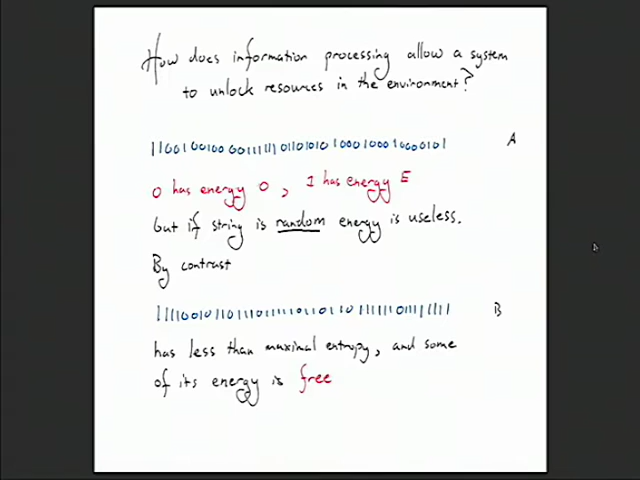 How does information processing allow a system
to unlock resources in the environment?
A
0 has energy 0, 1 has energy E
but if string is random energy is useless.
By contrast
B
has less than maximal entropy, and some
of its energy is free